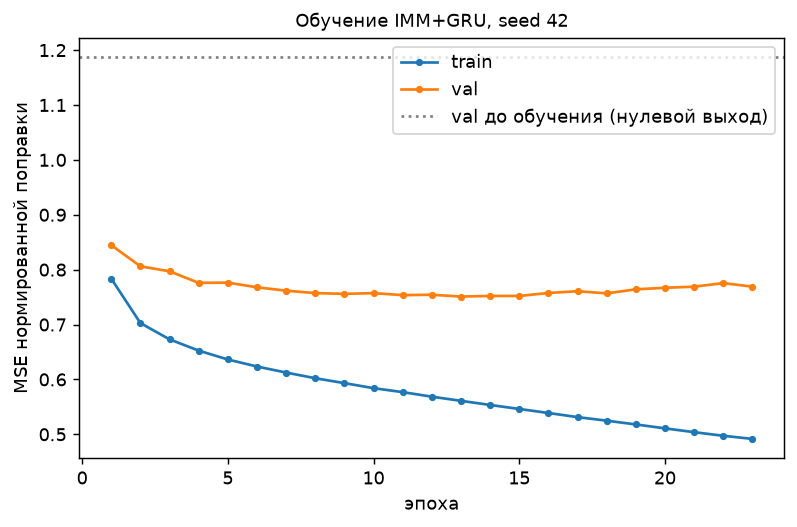 Обучение IMM+GRU, seed 42
train
val
val до обучения (нулевой выход)
MSE нормированной поправки
1.2
1.1
1.0
0.9
0.8
0.7
0.6
0.5
0
5
10
15
20
эпоха